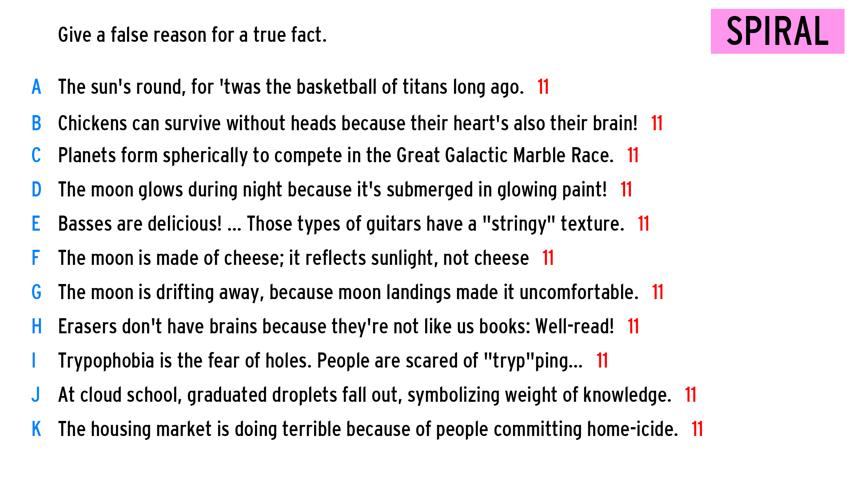 Give a false reason for a true fact.
SPIRAL
A The sun's round, for 'twas the basketball of titans long ago. 11
B Chickens can survive without heads because their heart's also their brain! 11
C Planets form spherically to compete in the Great Galactic Marble Race. 11
D The moon glows during night because it's submerged in glowing paint! 11
E Basses are delicious! ... Those types of guitars have a "stringy" texture. 11
F The moon is made of cheese; it reflects sunlight, not cheese 11
G The moon is drifting away, because moon landings made it uncomfortable. 11
H Erasers don't have brains because they're not like us books: Well-read! 11
I Trypophobia is the fear of holes. People are scared of "tryp"ping... 11
J At cloud school, graduated droplets fall out, symbolizing weight of knowledge. 11
K The housing market is doing terrible because of people committing home-icide. 11